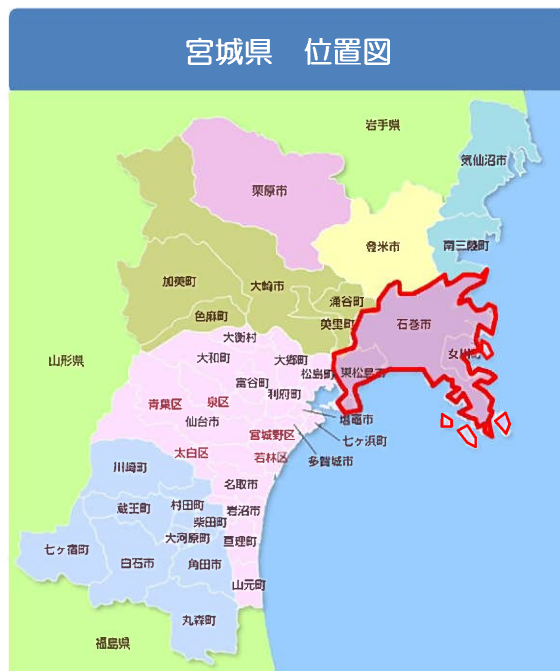 宮城県 位置図
岩手県
気仙沼市
栗原市
登米市
南三陸町
加美町
大崎市
涌谷町
色麻町
美里町
石巻市
大衡村
女川町
山形県
大和町
大郷町
松島町
東松島市
富谷町
利府町
青葉区
泉区
塩竈市
仙台市
宮城野区
七ヶ浜町
太白区
若林区
多賀城市
川崎町
名取市
蔵王町
村田町
岩沼市
柴田町
大河原町
亘理町
七ヶ宿町
白石市
角田市
山元町
丸森町
福島県